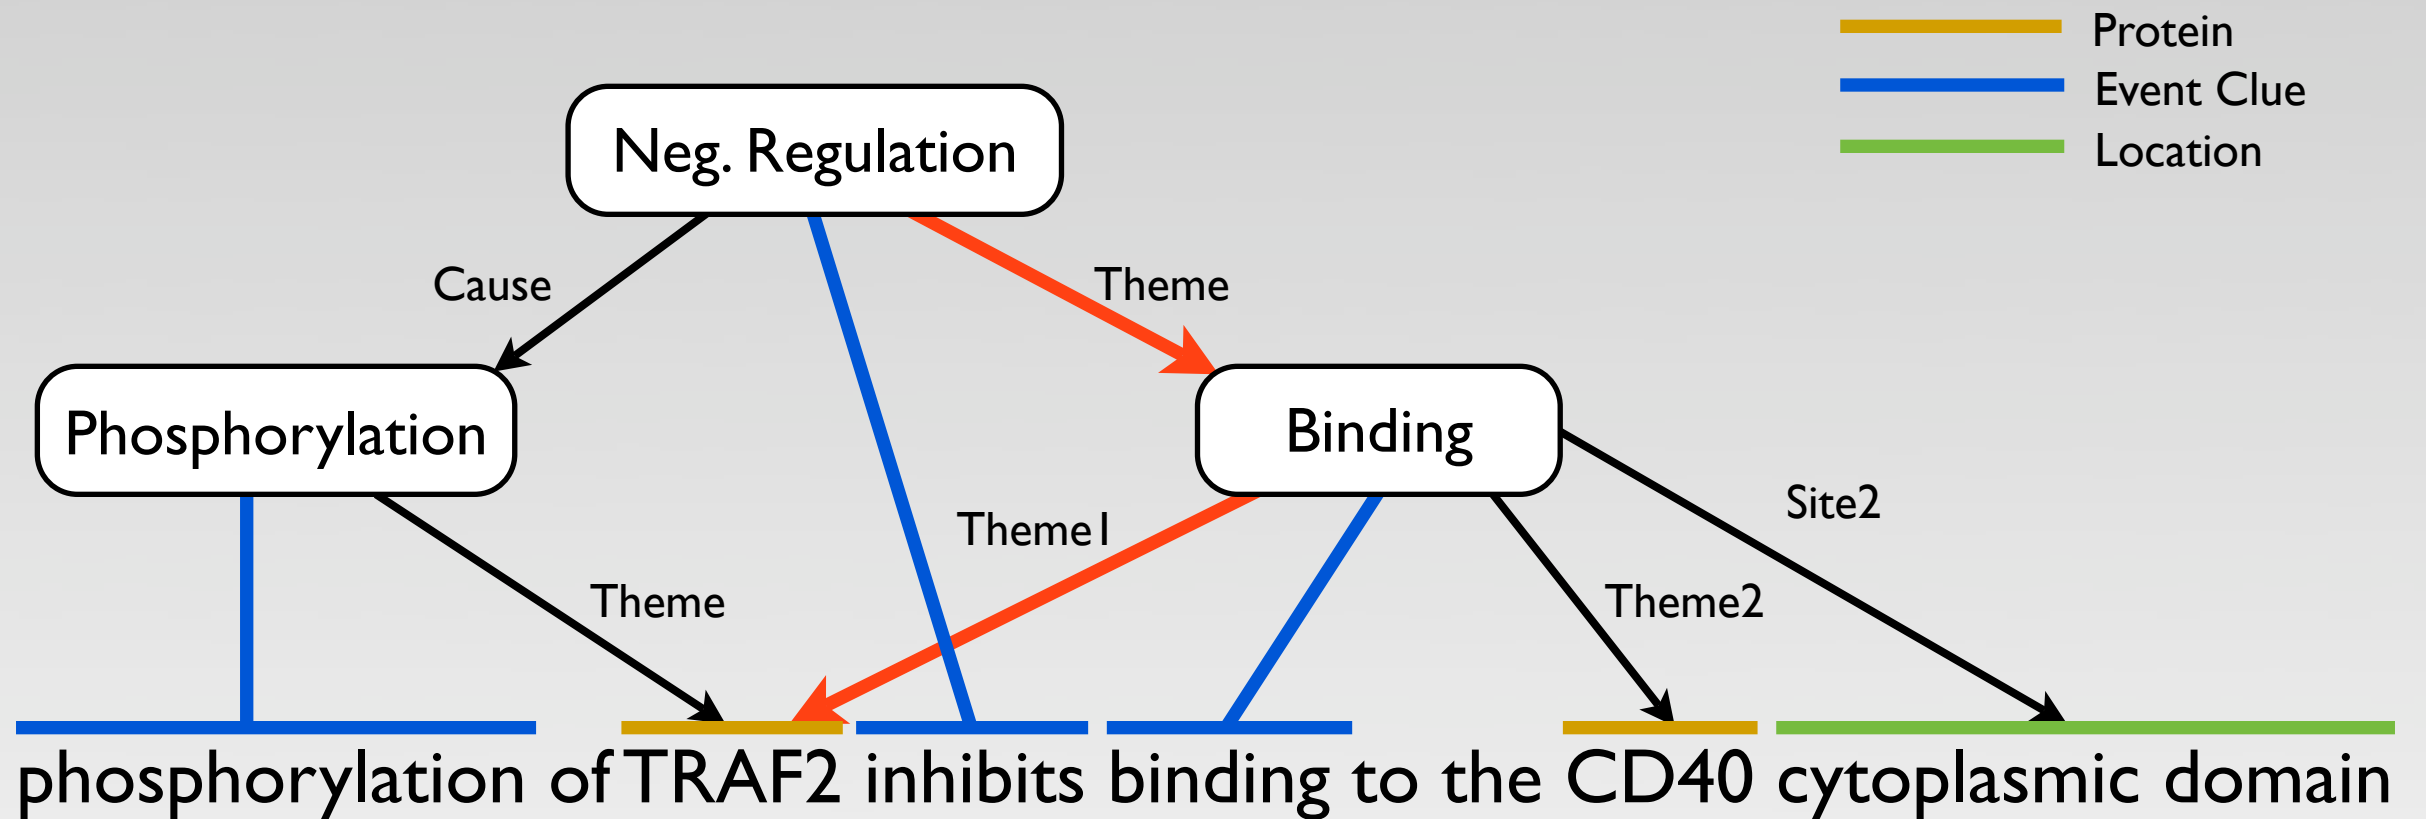 Protein
Event Clue
Location
Neg. Regulation
Cause
Theme
Phosphorylation
Binding
Site2
Theme1
Theme
Theme2
phosphorylation of TRAF2 inhibits binding to the CD40 cytoplasmic domain